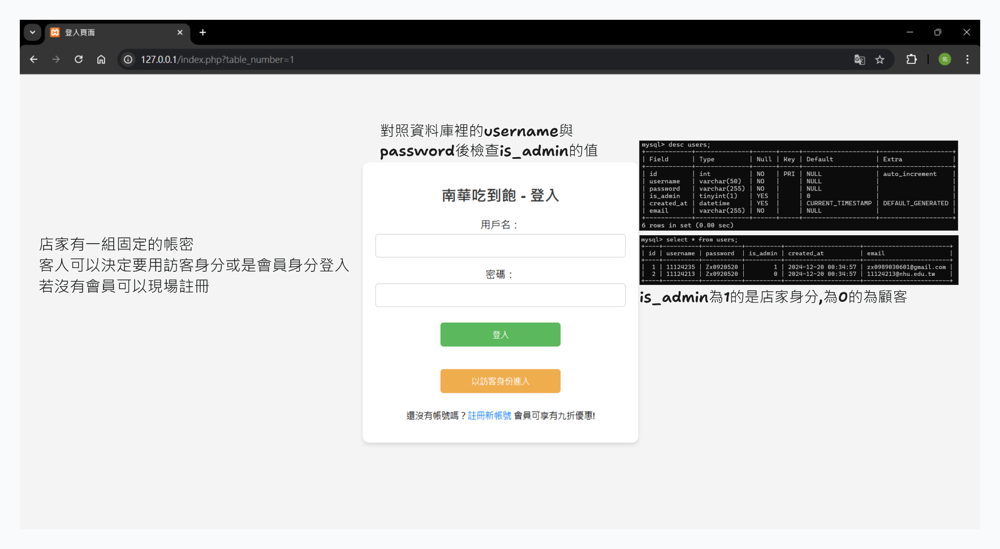 登入頁面
127.0.0.1/index.php?table_number=1
佑
對照資料庫裡的username與
password後檢查is_admin的值
店家有一組固定的帳密
客人可以決定要用訪客身分或是會員身分登入
若沒有會員可以現場註冊
南華吃到飽 - 登入
用戶名：
密碼：
登入
以訪客身份進入
還沒有帳號嗎？註冊新帳號 會員可享有九折優惠!
mysql> desc users;
+------------+--------------+------+-----+-------------------+-------------------+
| Field | Type | Null | Key | Default | Extra |
+------------+--------------+------+-----+-------------------+-------------------+
| id | int | NO | PRI | NULL | auto_increment |
| username | varchar(50) | NO | | NULL | |
| password | varchar(255) | NO | | NULL | |
| is_admin | tinyint(1) | YES | | 0 | |
| created_at | datetime | YES | | CURRENT_TIMESTAMP | DEFAULT_GENERATED |
| email | varchar(255) | NO | | NULL | |
+------------+--------------+------+-----+-------------------+-------------------+
6 rows in set (0.00 sec)
mysql> select * from users;
+----+----------+-----------+----------+---------------------+------------------------+
| id | username | password | is_admin | created_at | email |
+----+----------+-----------+----------+---------------------+------------------------+
| 1 | 11124235 | Zx0920520 | 1 | 2024-12-20 00:34:57 | zx0989030601@gmail.com |
| 2 | 11124213 | Zx0920520 | 0 | 2024-12-20 00:34:57 | 11124213@nhu.edu.tw |
+----+----------+-----------+----------+---------------------+------------------------+
is_admin為1的是店家身分,為0的為顧客